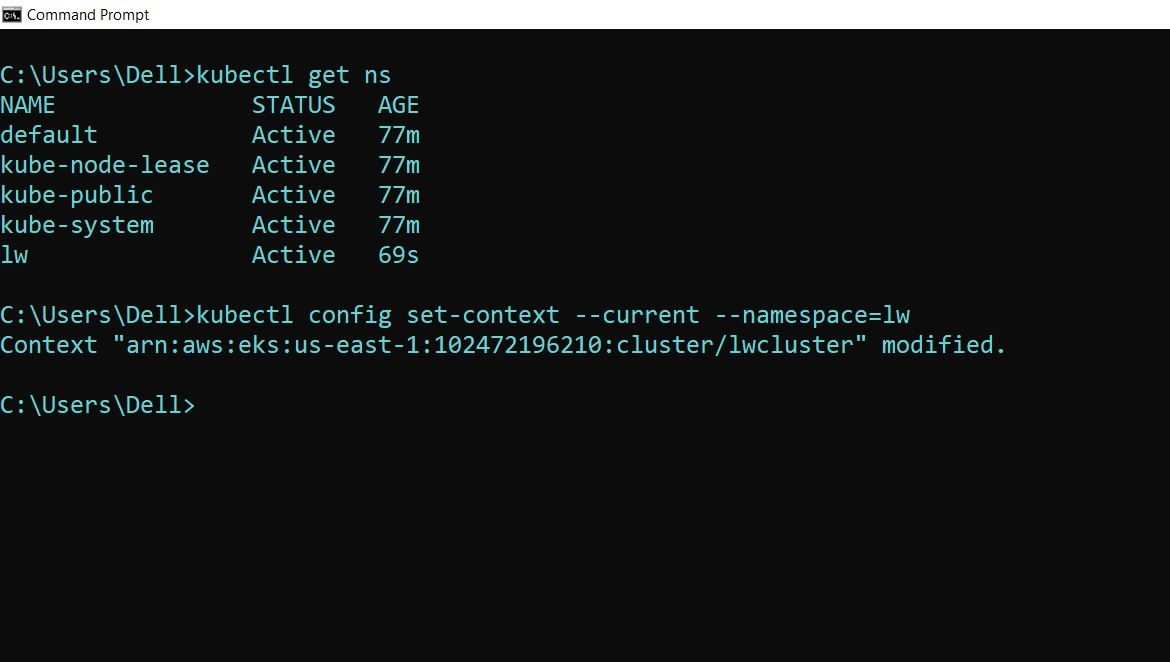 Command Prompt
C:\Users\Dell>kubectl get ns
NAME              STATUS   AGE
default           Active   77m
kube-node-lease   Active   77m
kube-public       Active   77m
kube-system       Active   77m
lw                Active   69s
C:\Users\Dell>kubectl config set-context --current --namespace=lw
Context "arn:aws:eks:us-east-1:102472196210:cluster/lwcluster" modified.
C:\Users\Dell>